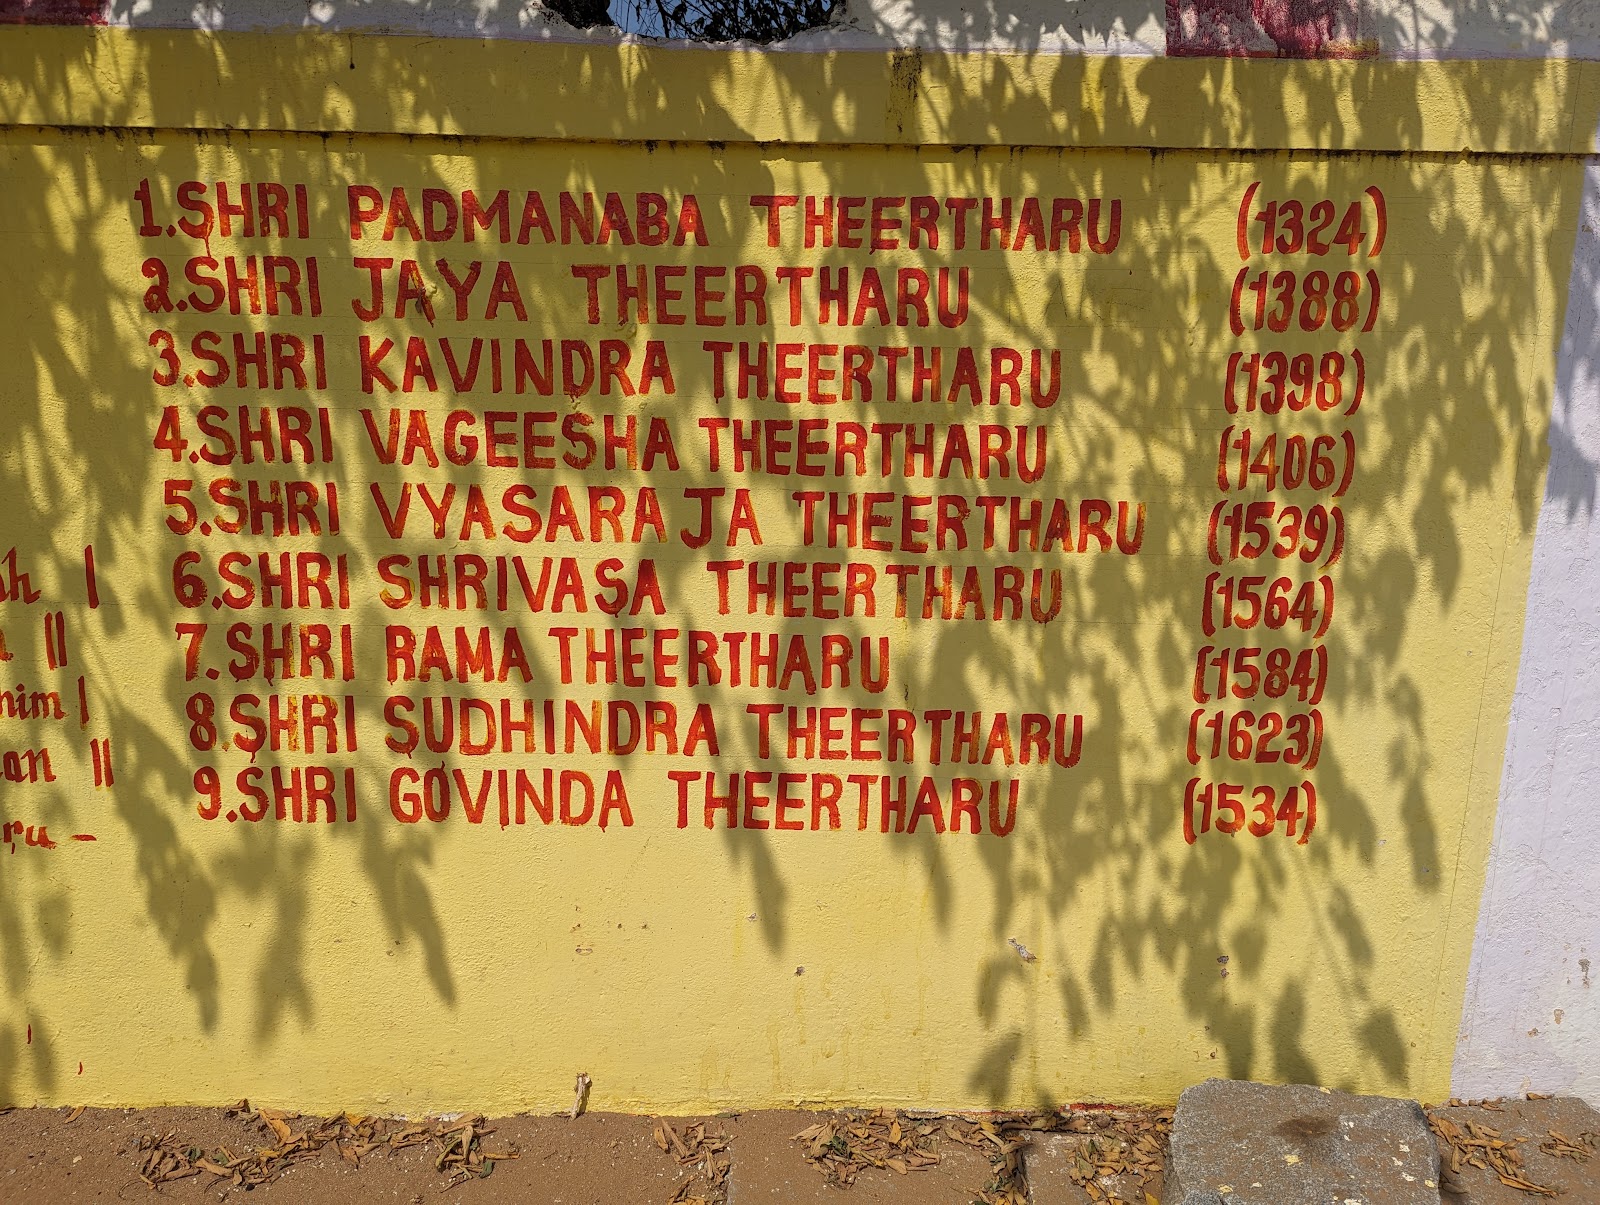 1.SHRI PADMANABA THEERTHARU (1324)
2.SHRI JAYA THEERTHARU (1388)
3.SHRI KAVINDRA THEERTHARU (1398)
4.SHRI VAGEESHA THEERTHARU (1406)
5.SHRI VYASARAJA THEERTHARU (1539)
6.SHRI SHRIVASA THEERTHARU (1564)
7.SHRI RAMA THEERTHARU (1584)
8.SHRI SUDHINDRA THEERTHARU (1623)
9.SHRI GOVINDA THEERTHARU (1534)